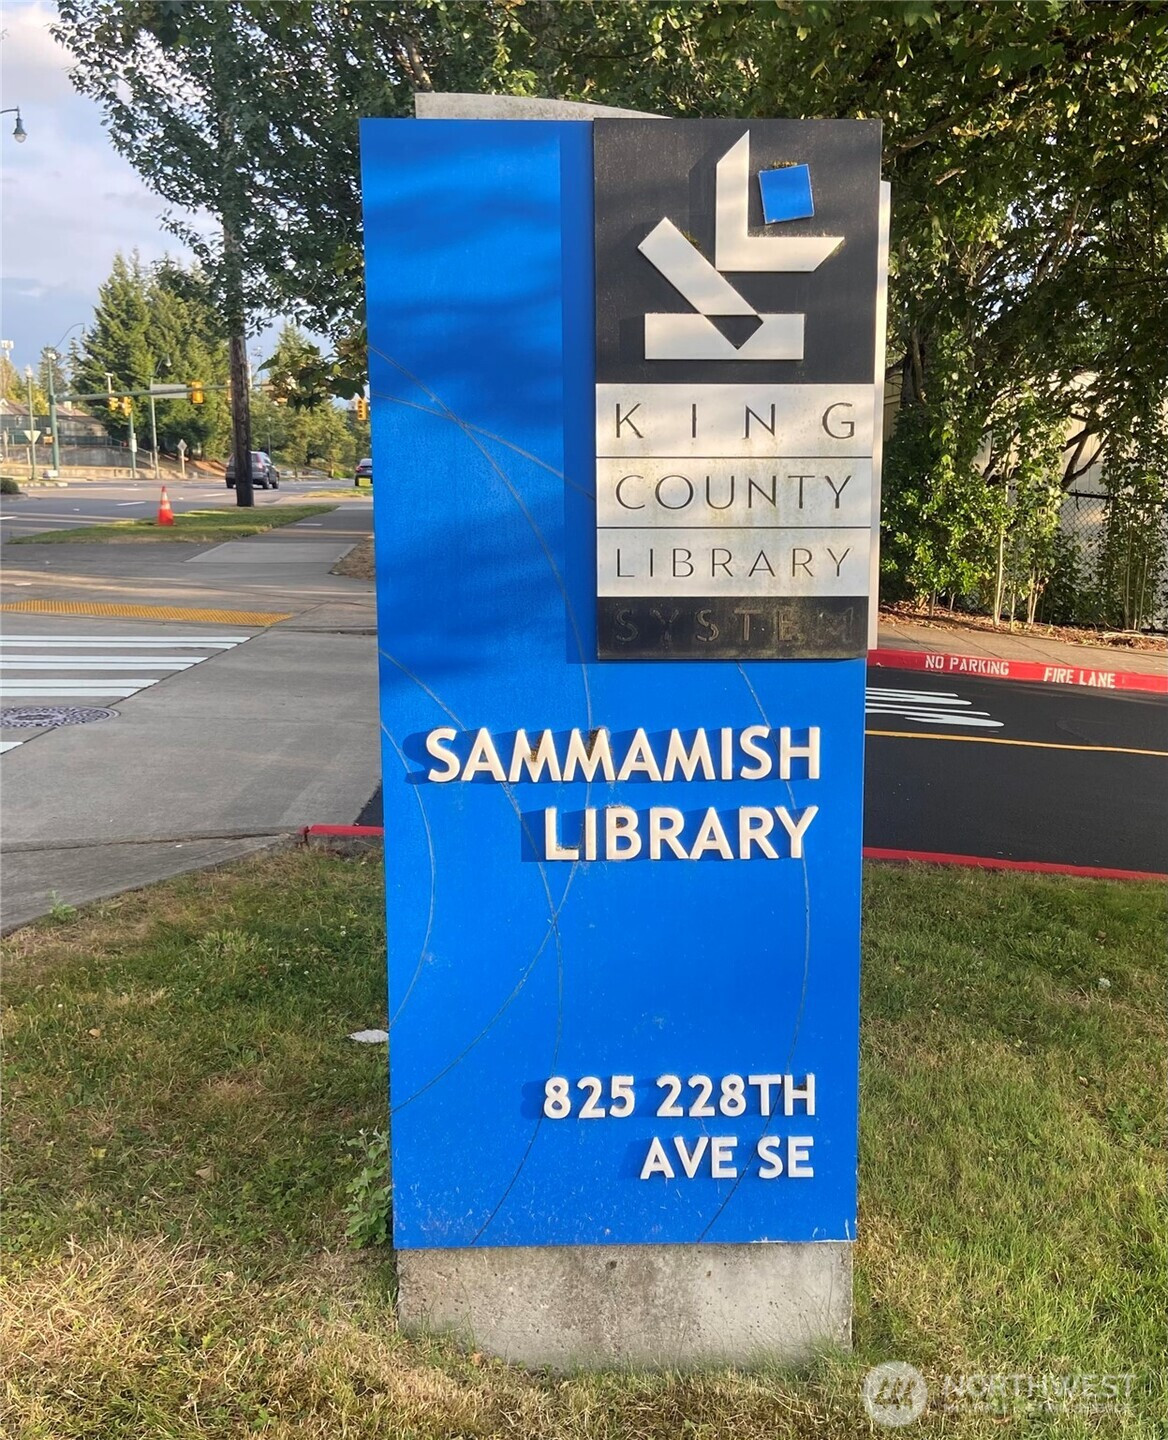 KING
COUNTY
LIBRARY
SYSTEM
NO PARKING FIRE LANE
SAMMAMISH
LIBRARY
825 228TH
AVE SE
NORTHWEST